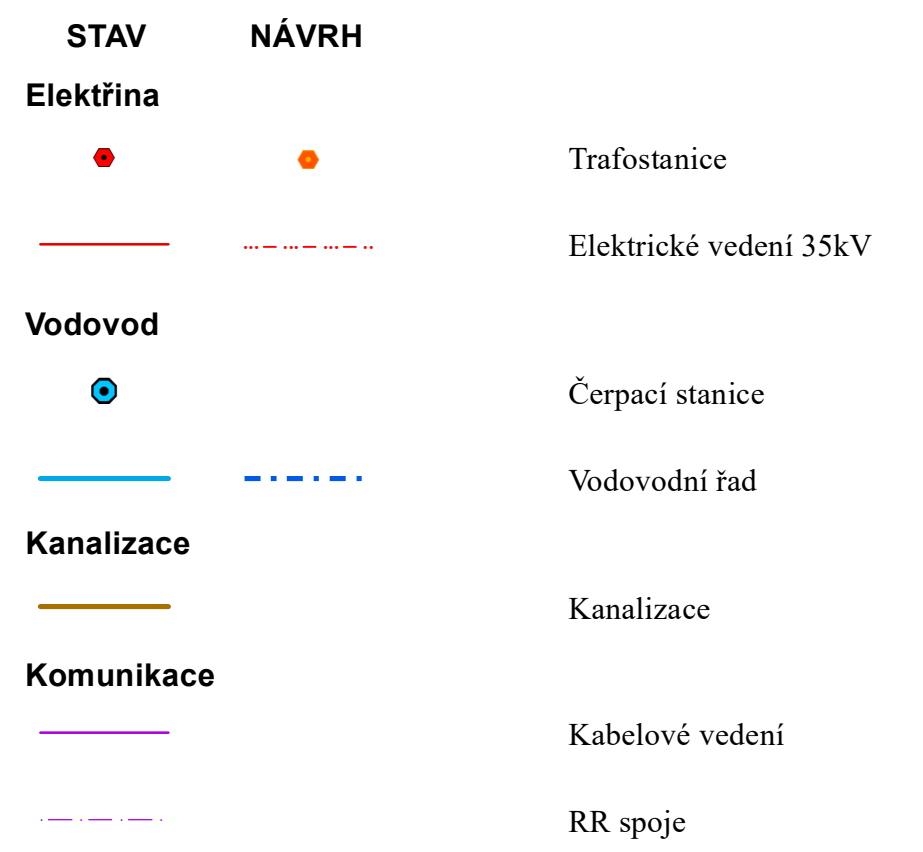 STAV NÁVRH
Elektřina
Trafostanice
Elektrické vedení 35kV
Vodovod
Čerpací stanice
Vodovodní řad
Kanalizace
Kanalizace
Komunikace
Kabelové vedení
RR spoje